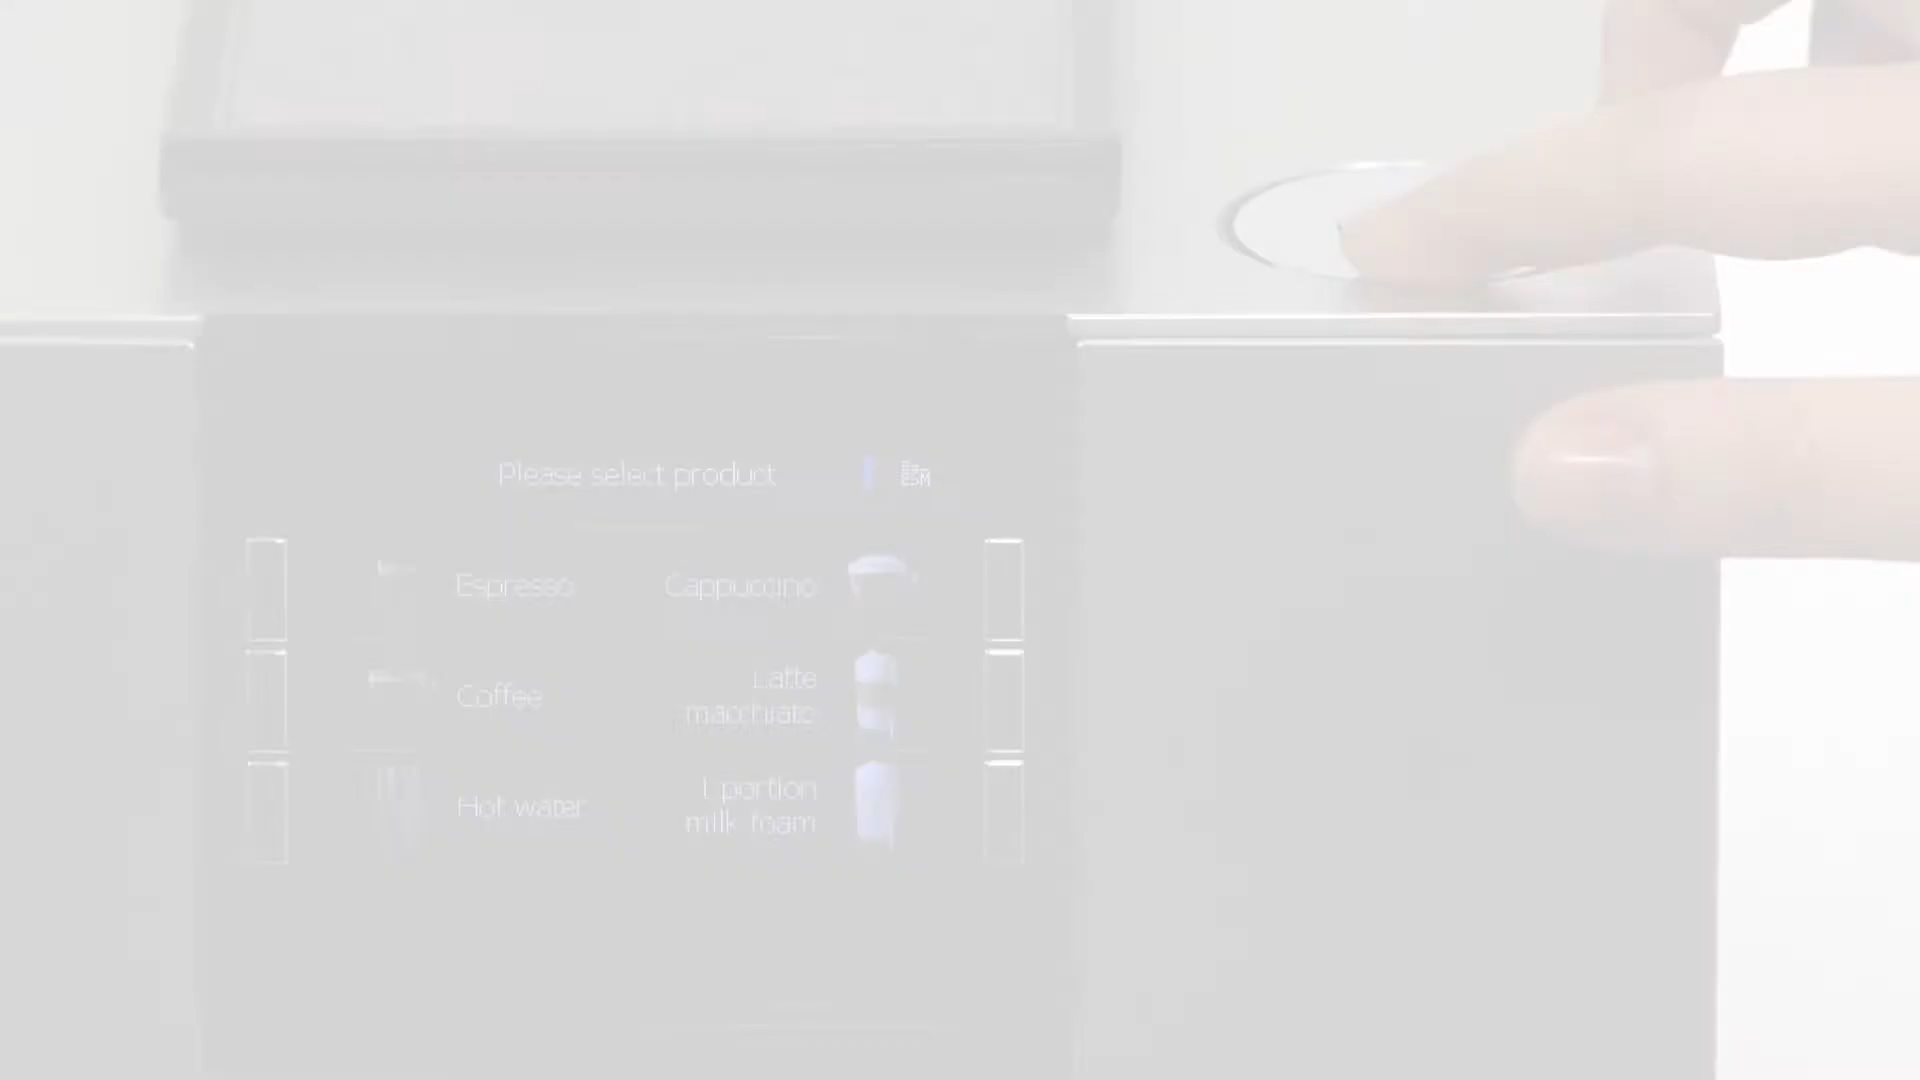 Please select product
Espresso
Cappuccino
Coffee
Latte
macchiato
Hot water
1 portion
milk foam